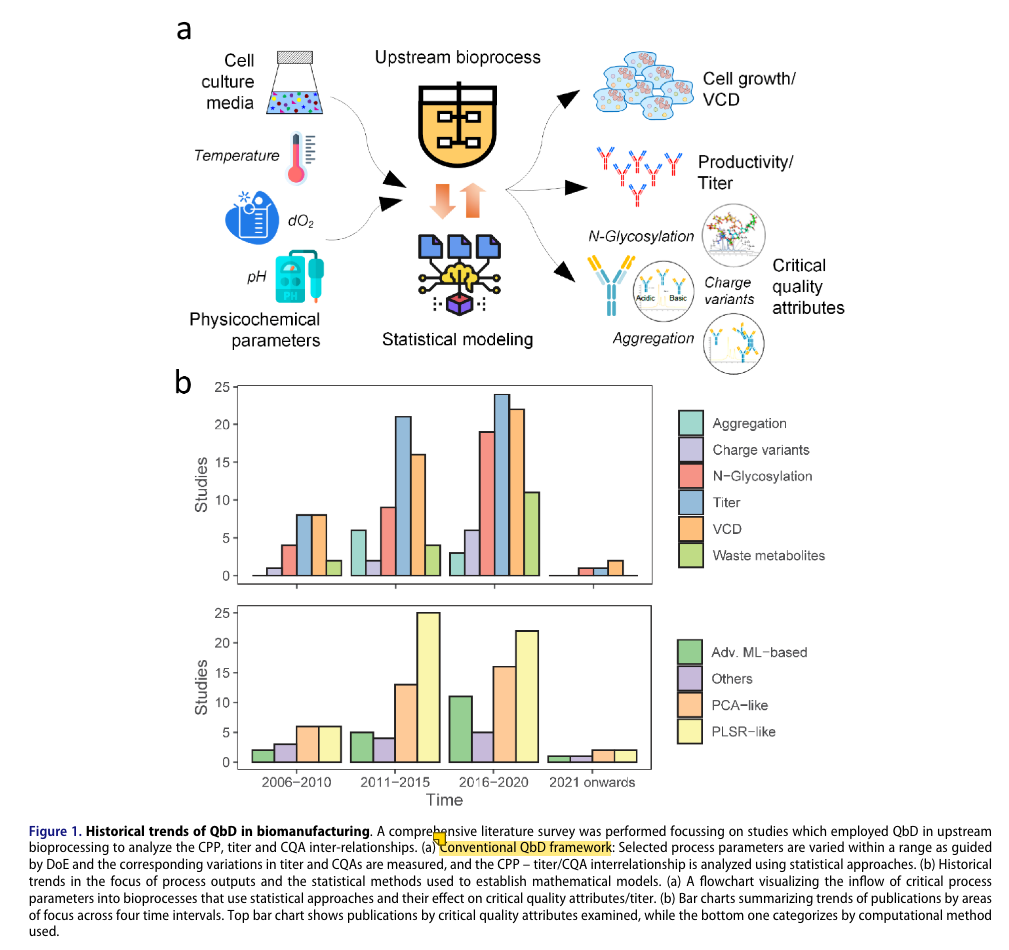 a
Cell
culture
media
Upstream bioprocess
Cell growth/
VCD
Temperature
Productivity/
Titer
dO₂
N-Glycosylation
pH
Acidic
Basic
Charge
variants
Critical
quality
attributes
Physicochemical
parameters
PH
Statistical modeling
Aggregation
b
Studies
25
20
15
10
5
0
Aggregation
Charge variants
N−Glycosylation
Titer
VCD
Waste metabolites
Studies
25
20
15
10
5
0
Adv. ML−based
Others
PCA−like
PLSR−like
2006−2010
2011−2015
2016−2020
2021 onwards
Time
Figure 1. Historical trends of QbD in biomanufacturing. A comprehensive literature survey was performed focussing on studies which employed QbD in upstream
bioprocessing to analyze the CPP, titer and CQA inter-relationships. (a) Conventional QbD framework: Selected process parameters are varied within a range as guided
by DoE and the corresponding variations in titer and CQAs are measured, and the CPP – titer/CQA interrelationship is analyzed using statistical approaches. (b) Historical
trends in the focus of process outputs and the statistical methods used to establish mathematical models. (a) A flowchart visualizing the inflow of critical process
parameters into bioprocesses that use statistical approaches and their effect on critical quality attributes/titer. (b) Bar charts summarizing trends of publications by areas
of focus across four time intervals. Top bar chart shows publications by critical quality attributes examined, while the bottom one categorizes by computational method
used.